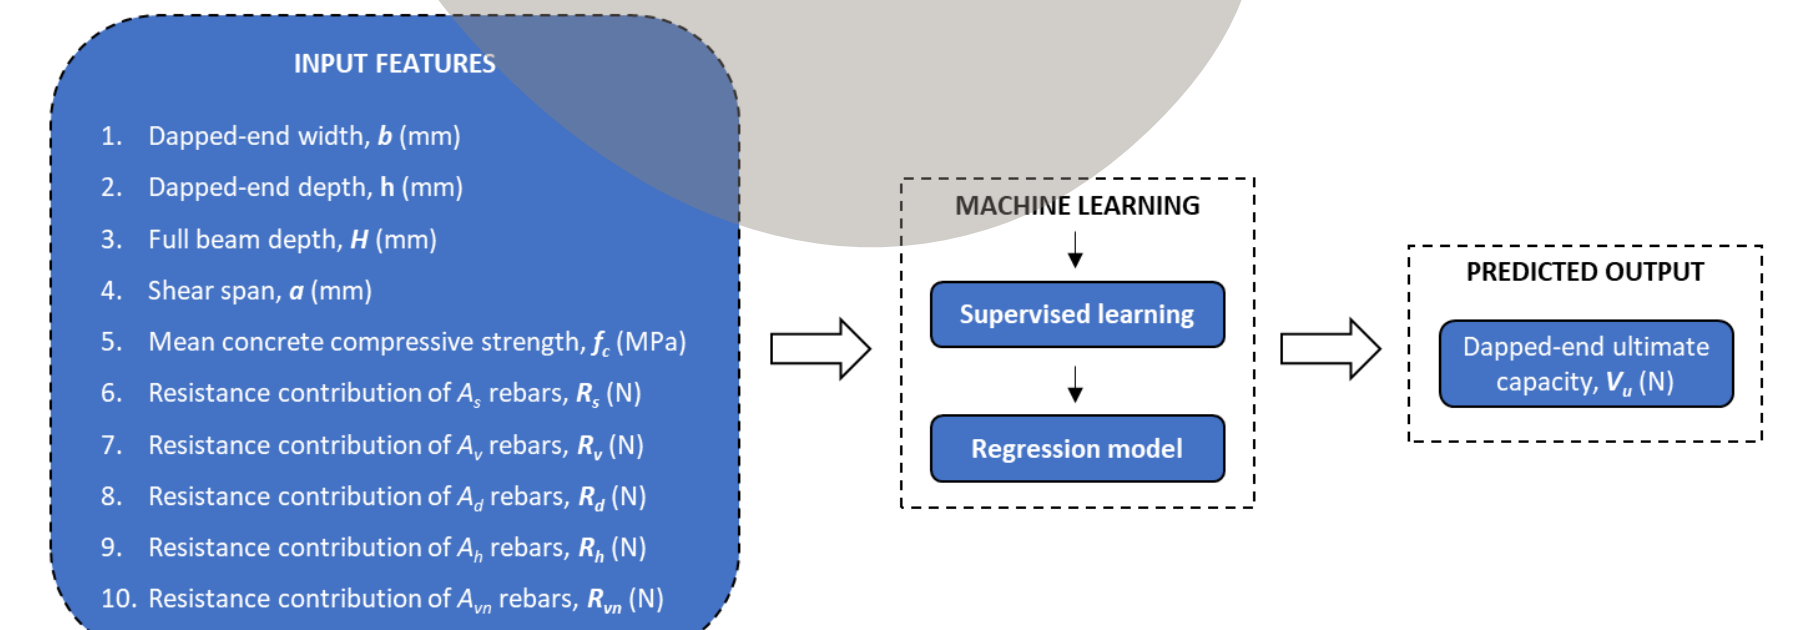 INPUT FEATURES
1. Dapped-end width, b (mm)
2. Dapped-end depth, h (mm)
3. Full beam depth, H (mm)
4. Shear span, a (mm)
5. Mean concrete compressive strength, fc (MPa)
6. Resistance contribution of As rebars, Rs (N)
7. Resistance contribution of Av rebars, Rv (N)
8. Resistance contribution of Ad rebars, Rd (N)
9. Resistance contribution of Ah rebars, Rh (N)
10. Resistance contribution of Avn rebars, Rvn (N)
MACHINE LEARNING
Supervised learning
Regression model
PREDICTED OUTPUT
Dapped-end ultimate
capacity, Vu (N)